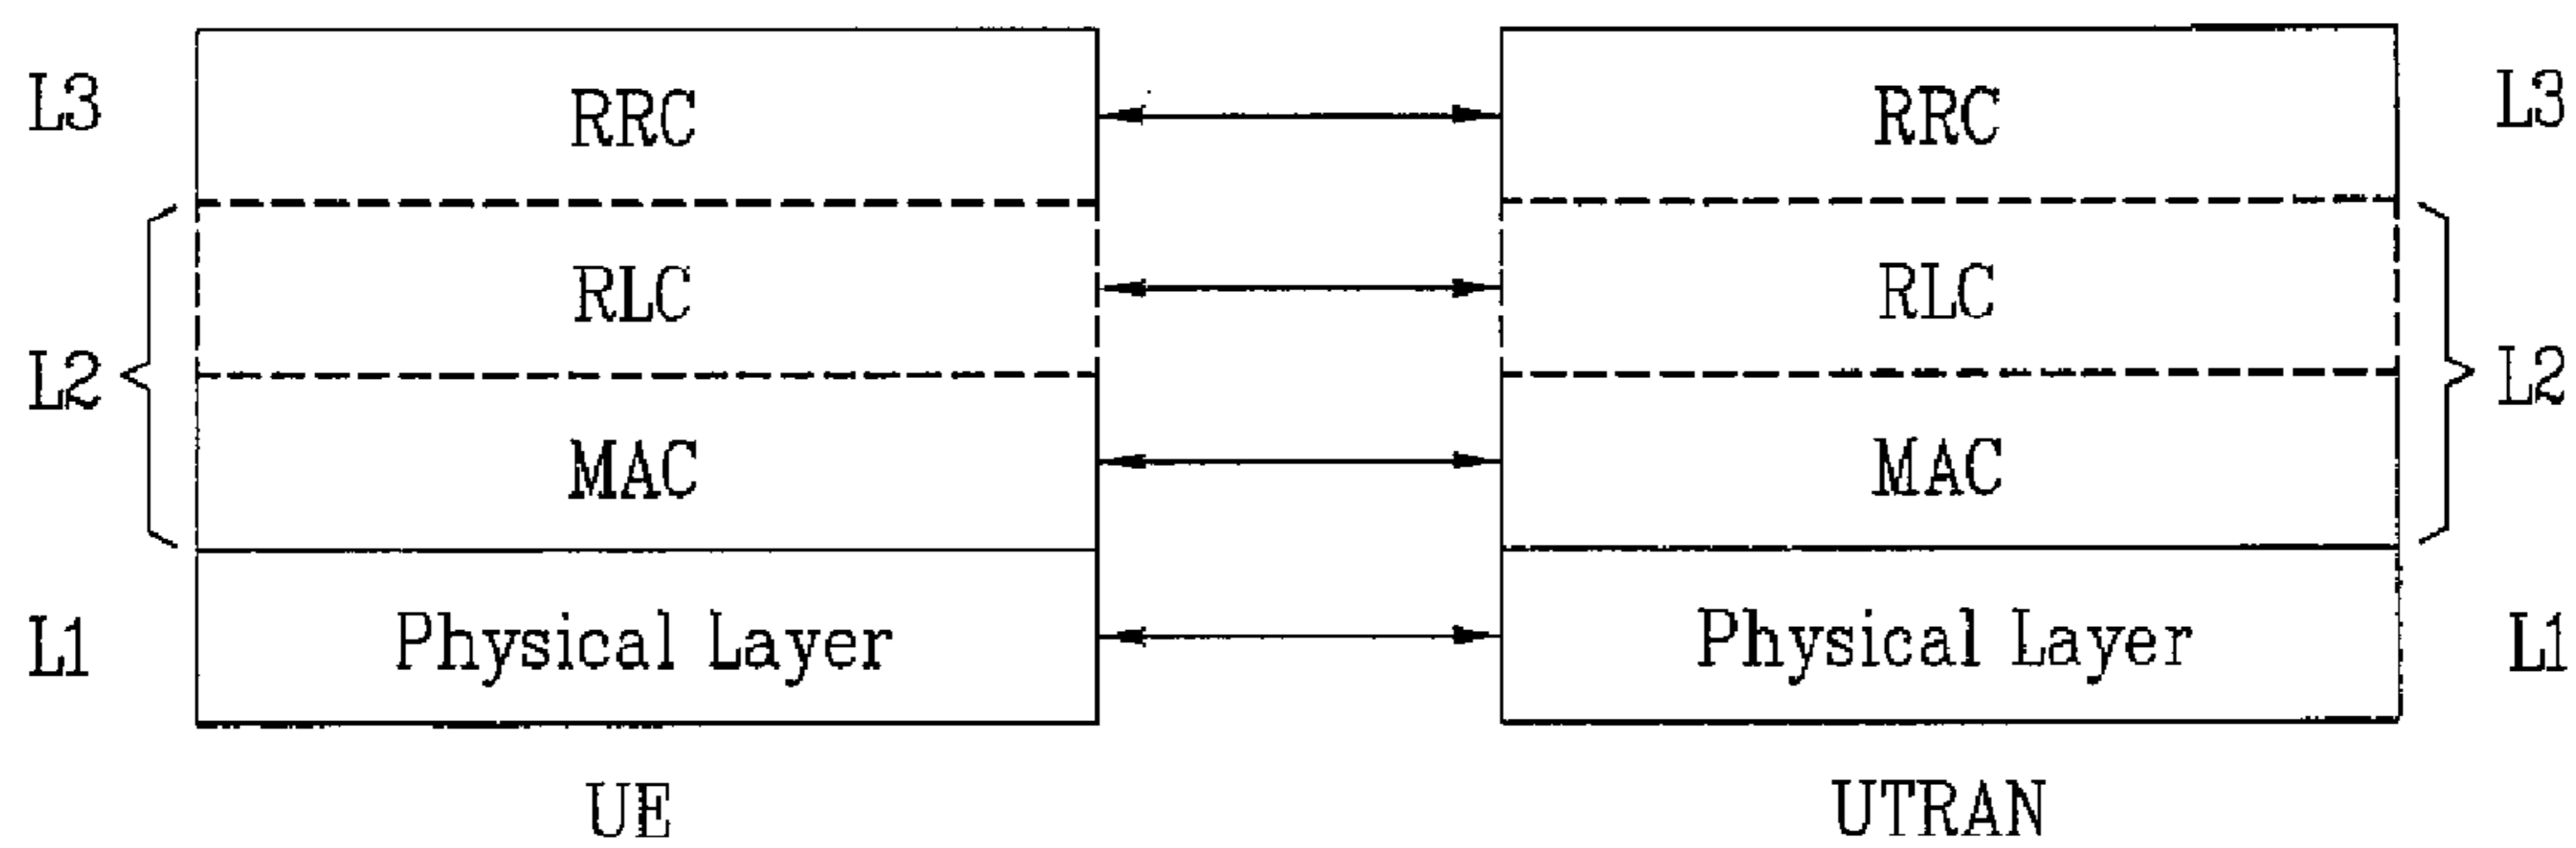 L3 RRC RRC L3
RLC RLC
L2 L2
MAC MAC
L1 Physical Layer Physical Layer L1
UE UTRAN